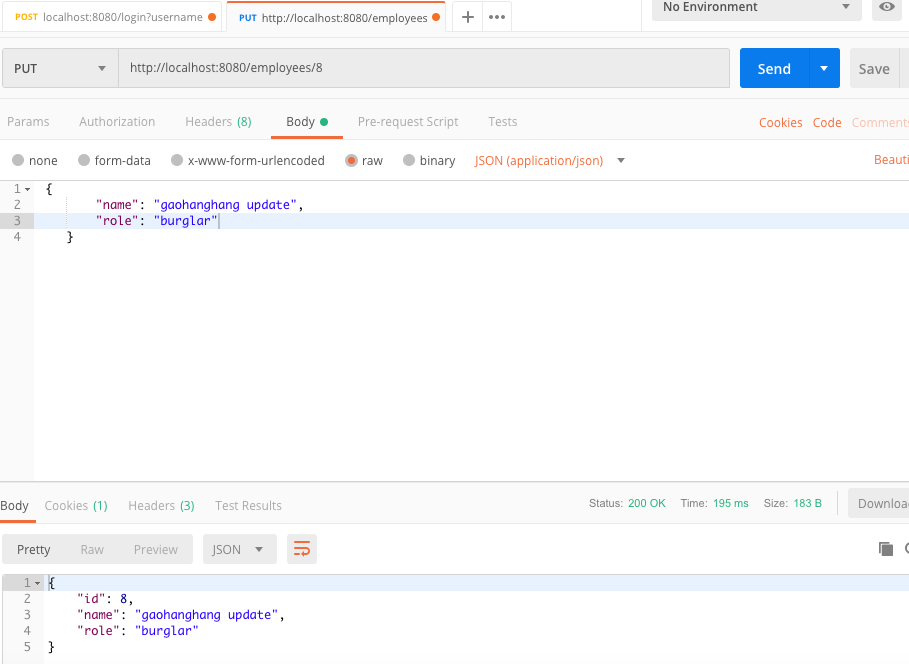 POST localhost:8080/login?username
PUT http://localhost:8080/employees
No Environment
PUT http://localhost:8080/employees/8 Send Save
Params Authorization Headers (8) Body Pre-request Script Tests Cookies Code Comments
none form-data x-www-form-urlencoded raw binary JSON (application/json) Beauti
1 {
2 "name": "gaohanghang update",
3 "role": "burglar"
4 }
Body Cookies (1) Headers (3) Test Results Status: 200 OK Time: 195 ms Size: 183 B Downloa
Pretty Raw Preview JSON
1 {
2 "id": 8,
3 "name": "gaohanghang update",
4 "role": "burglar"
5 }